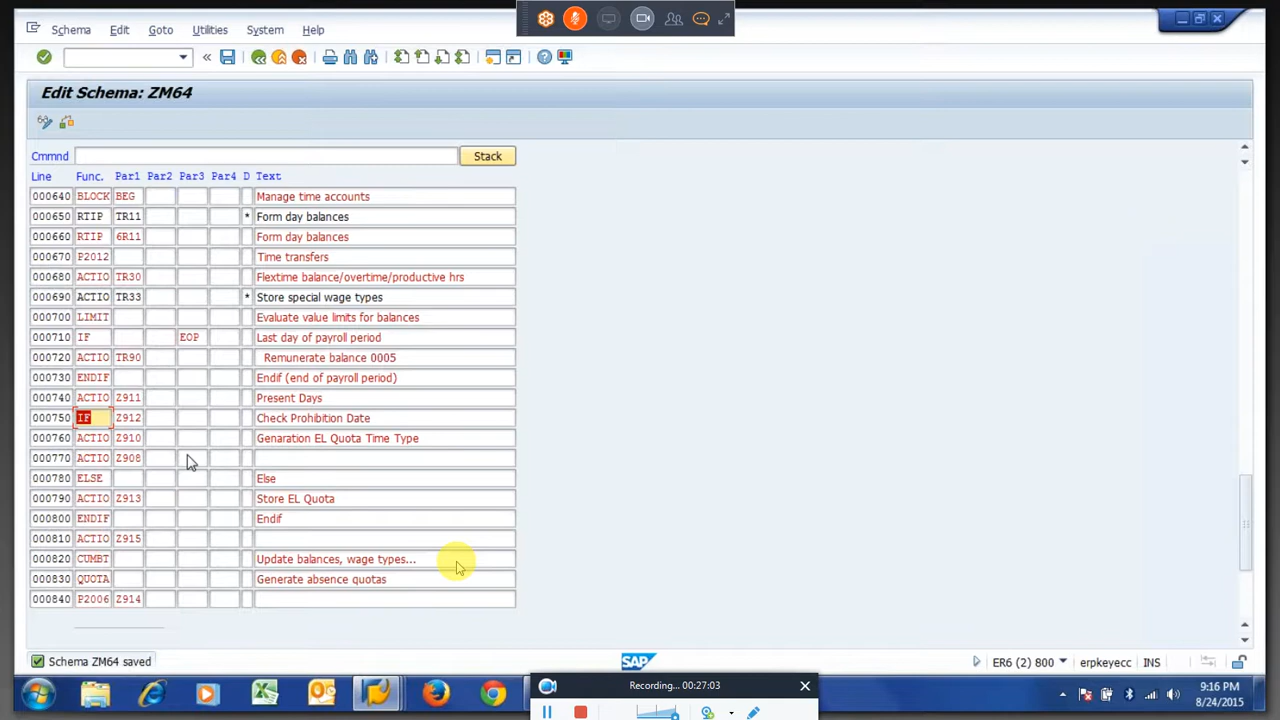 Schema Edit Goto Utilities System Help
Edit Schema: ZM64
Cmmnd Stack
Line Func. Par1 Par2 Par3 Par4 D Text
000640 BLOCK BEG Manage time accounts
000650 RTIP TR11 * Form day balances
000660 RTIP 6R11 Form day balances
000670 P2012 Time transfers
000680 ACTIO TR30 Flextime balance/overtime/productive hrs
000690 ACTIO TR33 * Store special wage types
000700 LIMIT Evaluate value limits for balances
000710 IF EOP Last day of payroll period
000720 ACTIO TR90 Remunerate balance 0005
000730 ENDIF Endif (end of payroll period)
000740 ACTIO Z911 Present Days
000750 IF Z912 Check Prohibition Date
000760 ACTIO Z910 Genaration EL Quota Time Type
000770 ACTIO Z908
000780 ELSE Else
000790 ACTIO Z913 Store EL Quota
000800 ENDIF Endif
000810 ACTIO Z915
000820 CUMBT Update balances, wage types...
000830 QUOTA Generate absence quotas
000840 P2006 Z914
Schema ZM64 saved SAP ER6 (2) 800 erpkeyecc INS
Recording... 00:27:03
9:16 PM
8/24/2015